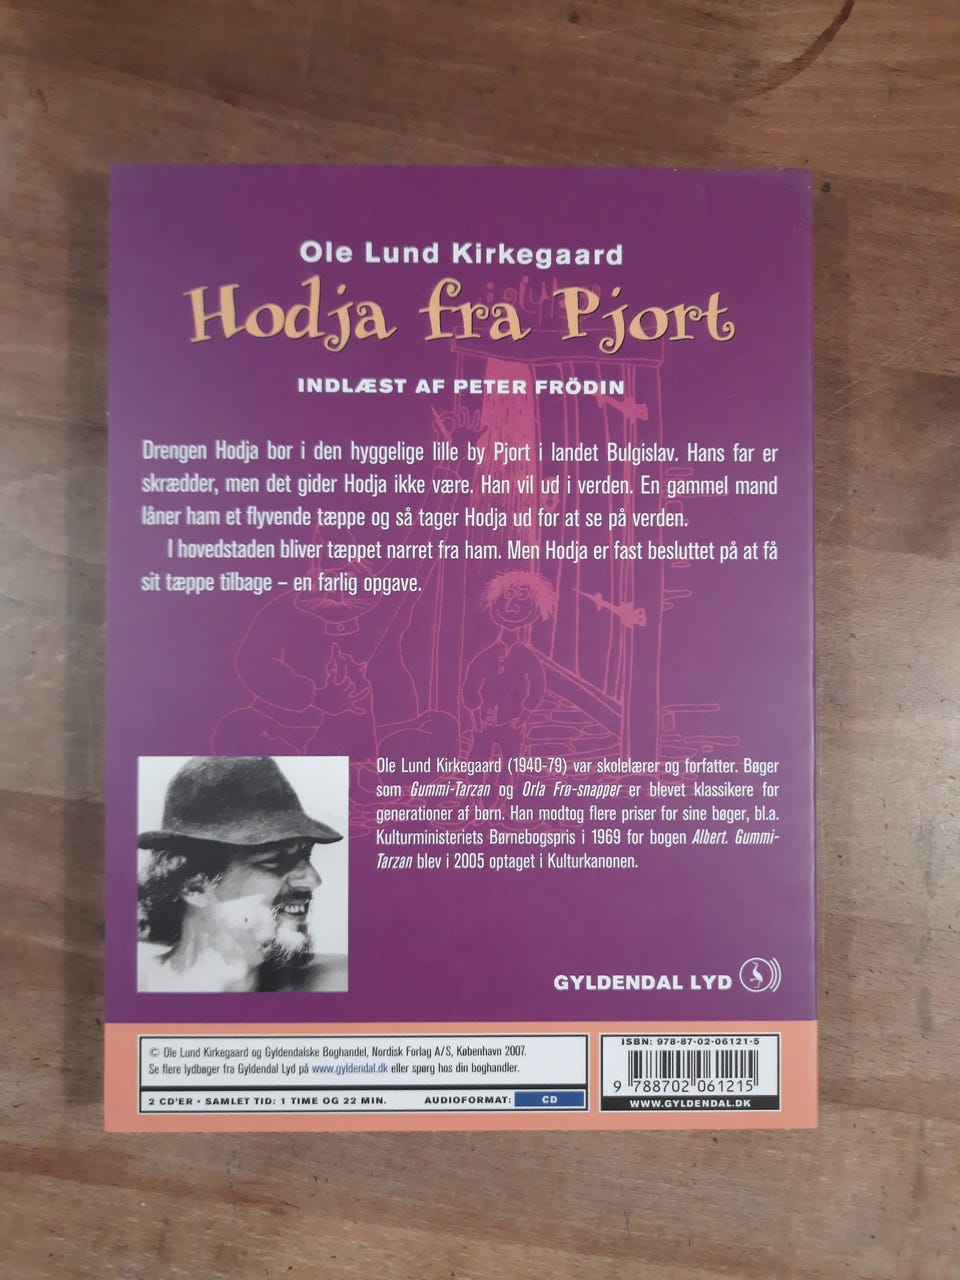 Ole Lund Kirkegaard
Hodja fra Pjort
INDLÆST AF PETER FRÖDIN
Drengen Hodja bor i den hyggelige lille by Pjort i landet Bulgislav. Hans far er
skrædder, men det gider Hodja ikke være. Han vil ud i verden. En gammel mand
låner ham et flyvende tæppe og så tager Hodja ud for at se på verden.
I hovedstaden bliver tæppet narret fra ham. Men Hodja er fast besluttet på at få
sit tæppe tilbage – en farlig opgave.
Ole Lund Kirkegaard (1940-79) var skolelærer og forfatter. Bøger
som Gummi-Tarzan og Orla Frø-snapper er blevet klassikere for
generationer af børn. Han modtog flere priser for sine bøger, bl.a.
Kulturministeriets Børnebogspris i 1969 for bogen Albert. Gummi-
Tarzan blev i 2005 optaget i Kulturkanonen.
GYLDENDAL LYD
© Ole Lund Kirkegaard og Gyldendalske Boghandel, Nordisk Forlag A/S, København 2007.
Se flere lydbøger fra Gyldendal Lyd på www.gyldendal.dk eller spørg hos din boghandler.
2 CD'ER · SAMLET TID: 1 TIME OG 22 MIN. AUDIOFORMAT: CD
ISBN: 978-87-02-06121-5
9 788702 061215
WWW.GYLDENDAL.DK